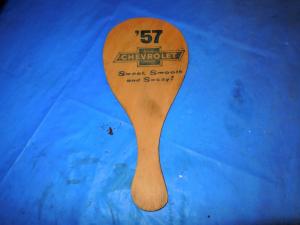 '57
CHEVROLET
Sweet, Smooth
and Sassy!